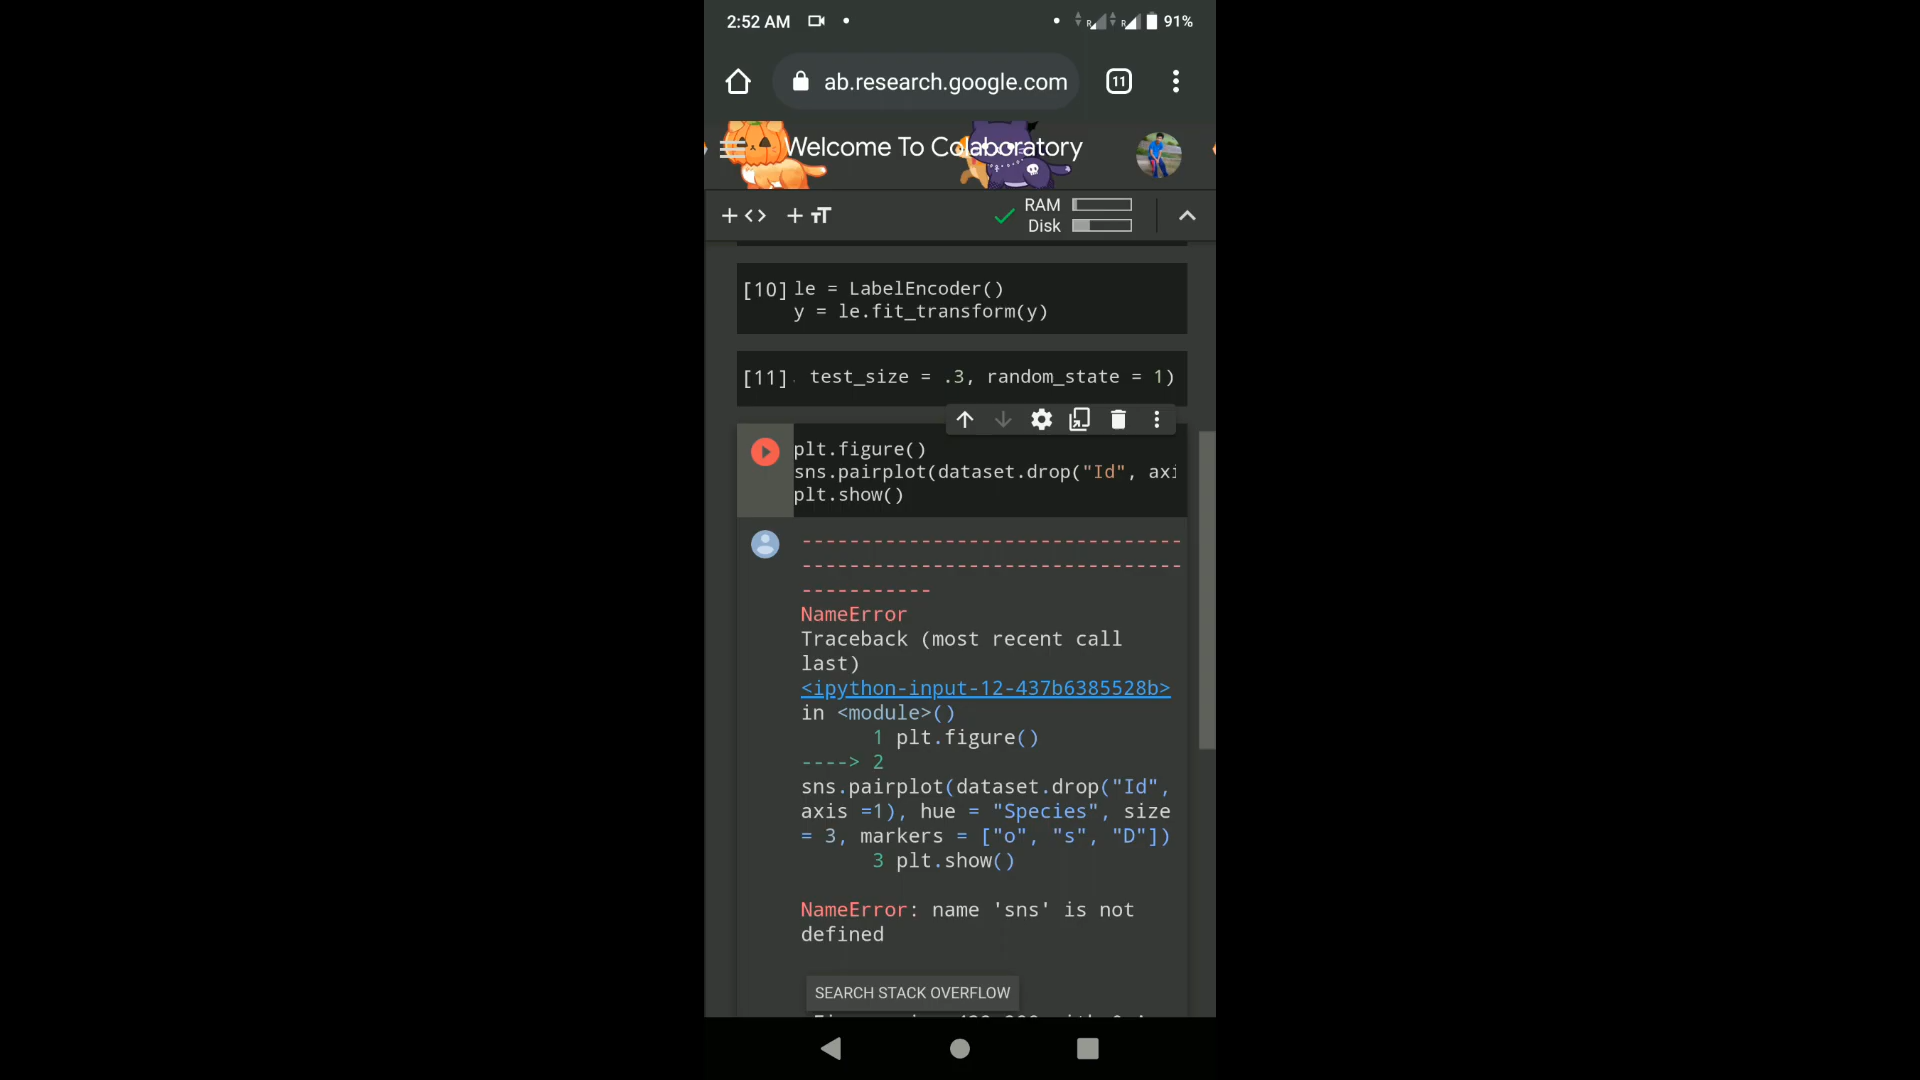 2:52 AM
R R 91%
ab.research.google.com
11
Welcome To Colaboratory
+ <> + TT
RAM
Disk
[10] le = LabelEncoder()
y = le.fit_transform(y)
[11] test_size = .3, random_state = 1)
plt.figure()
sns.pairplot(dataset.drop("Id", axi
plt.show()
--------------------------------
--------------------------------
-----------
NameError
Traceback (most recent call
last)
<ipython-input-12-437b6385528b>
in <module>()
1 plt.figure()
----> 2
sns.pairplot(dataset.drop("Id",
axis =1), hue = "Species", size
= 3, markers = ["o", "s", "D"])
3 plt.show()
NameError: name 'sns' is not
defined
SEARCH STACK OVERFLOW